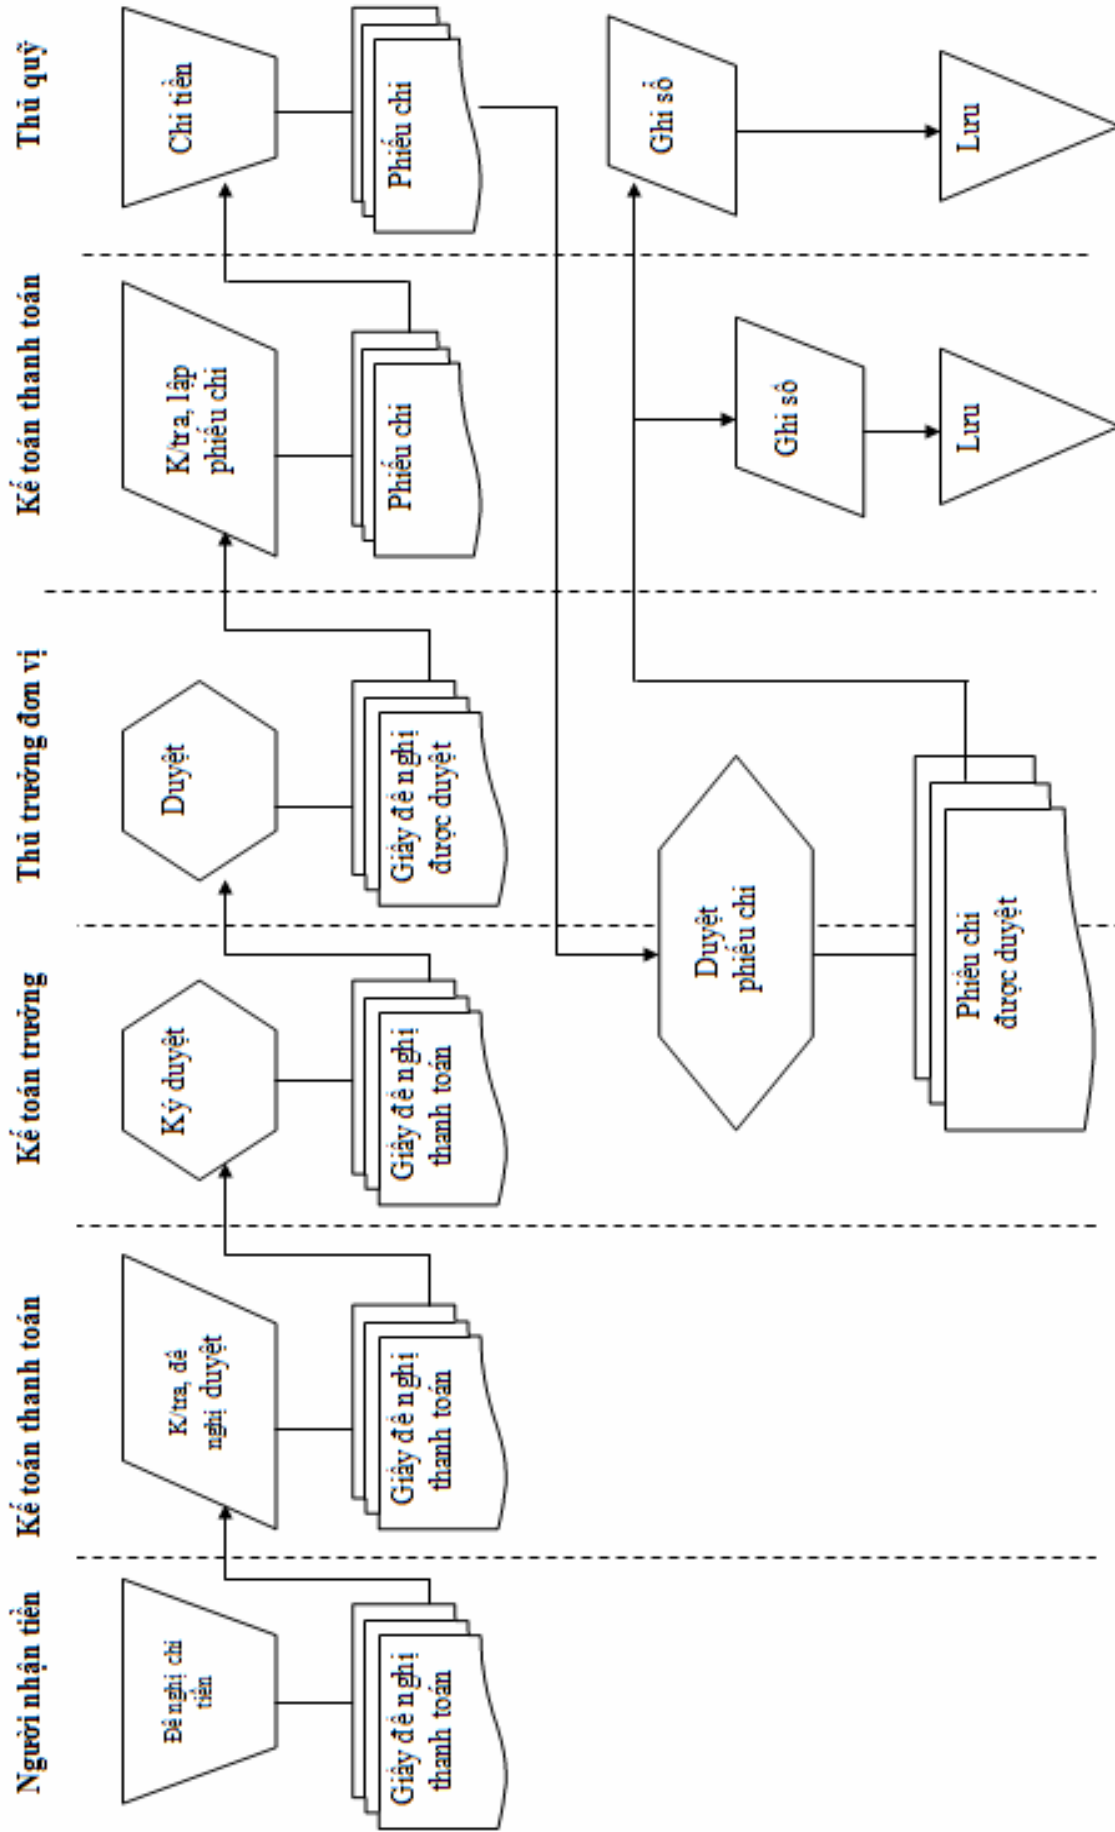 Người nhận tiền
Kế toán thanh toán
Kế toán trưởng
Thủ trưởng đơn vị
Kế toán thanh toán
Thủ quỹ
Đề nghị chi
tiền
K/tra, đề
nghị duyệt
Ký duyệt
Duyệt
K/tra, lập
phiếu chi
Chi tiền
Giấy đề nghị
thanh toán
Giấy đề nghị
thanh toán
Giấy đề nghị
thanh toán
Giấy đề nghị
được duyệt
Phiếu chi
Phiếu chi
Duyệt
phiếu chi
Ghi sổ
Ghi sổ
Phiếu chi
được duyệt
Lưu
Lưu